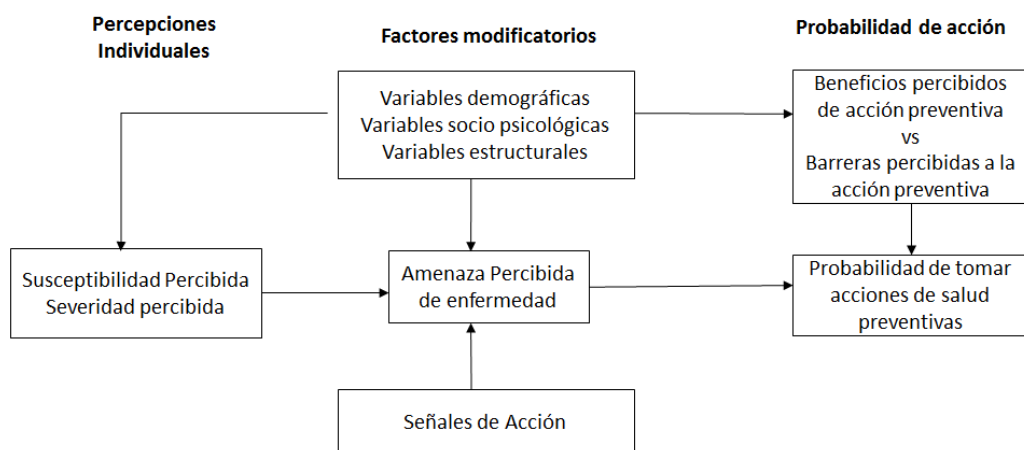 Percepciones
Individuales
Factores modificatorios
Probabilidad de acción
Variables demográficas
Variables socio psicológicas
Variables estructurales
Beneficios percibidos
de acción preventiva
vs
Barreras percibidas a la
acción preventiva
Susceptibilidad Percibida
Severidad percibida
Amenaza Percibida
de enfermedad
Probabilidad de tomar
acciones de salud
preventivas
Señales de Acción